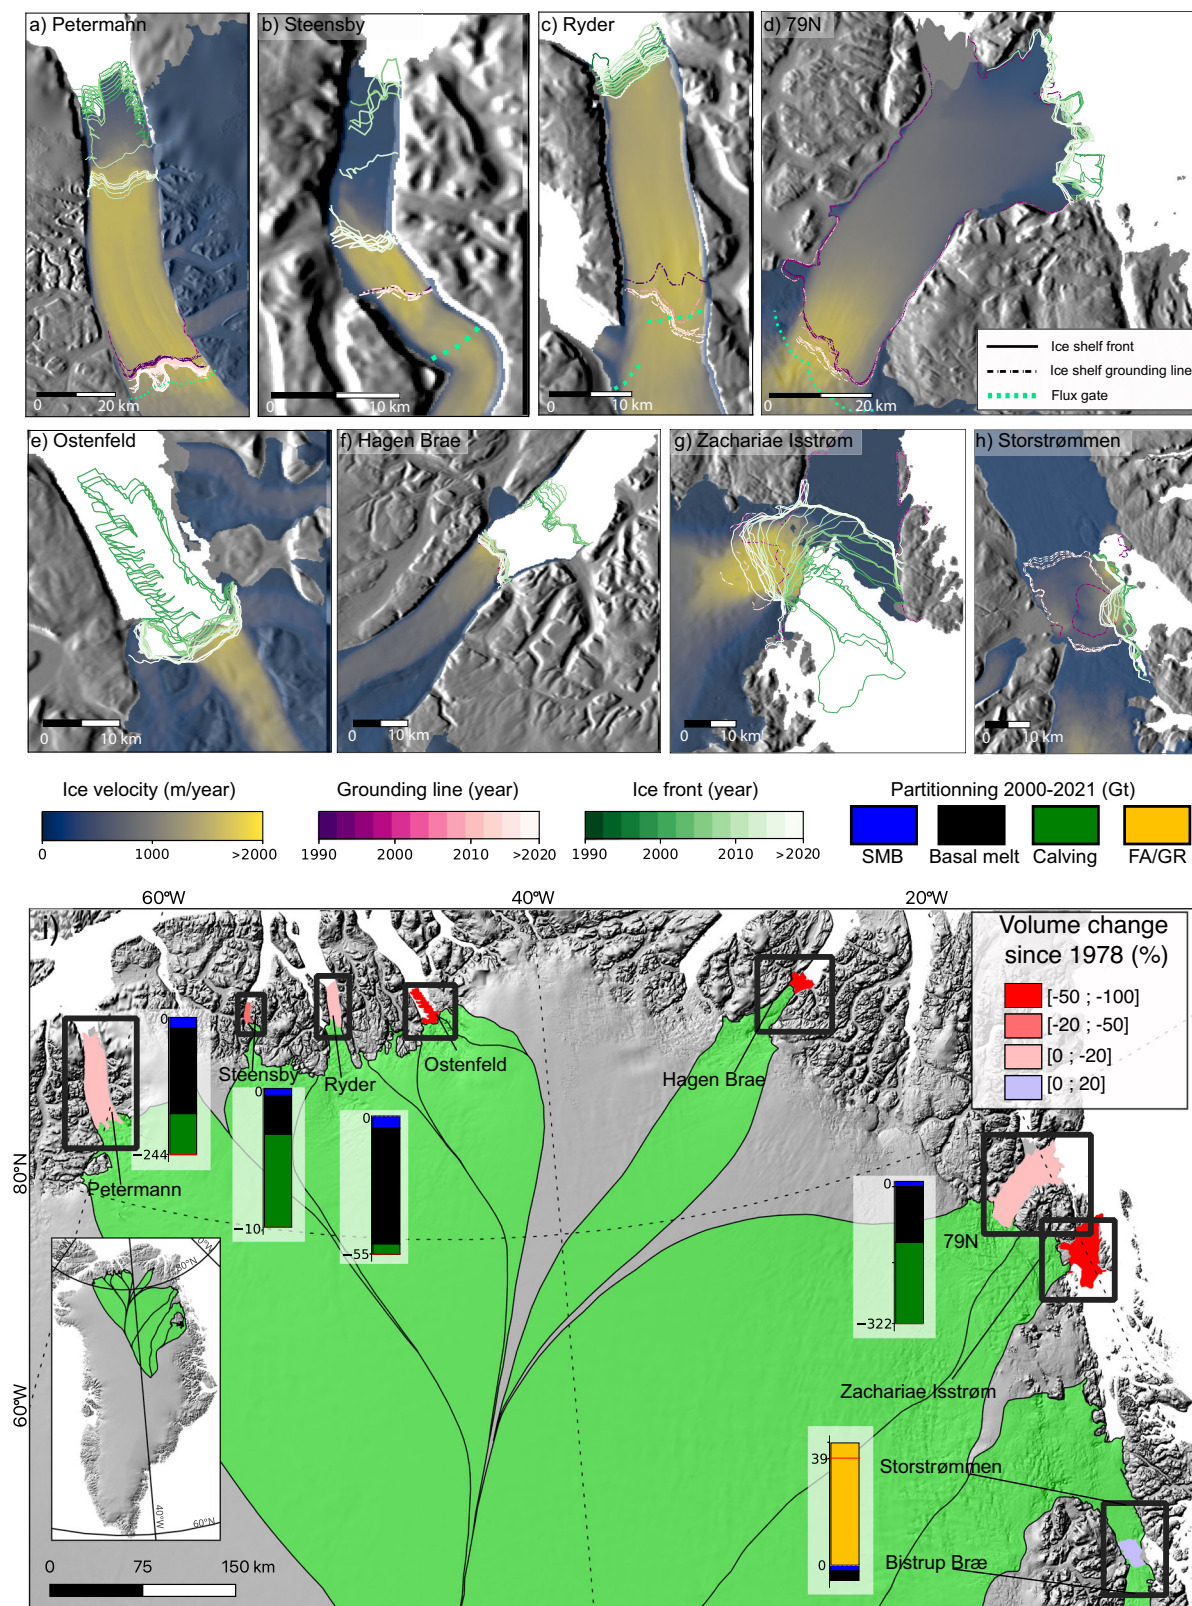 a) Petermann
b) Steensby
c) Ryder
d) 79N
0 20 km
0 10 km
0 10 km
0 20 km
Ice shelf front
Ice shelf grounding line
Flux gate
e) Ostenfeld
f) Hagen Brae
g) Zachariae Isstrøm
h) Storstrømmen
0 10 km
0 10 km
0 10 km
0 10 km
Ice velocity (m/year)
0 1000 >2000
Grounding line (year)
1990 2000 2010 >2020
Ice front (year)
1990 2000 2010 >2020
Partitionning 2000-2021 (Gt)
SMB Basal melt Calving FA/GR
60°W 40°W 20°W
i)
Volume change
since 1978 (%)
[-50 ; -100]
[-20 ; -50]
[0 ; -20]
[0 ; 20]
Steensby
Ryder
Ostenfeld
Hagen Brae
Petermann
79N
Zachariae Isstrøm
Storstrømmen
Bistrup Bræ
0
−244
0
−10
0
−55
0
−322
39
0
80°N
60°W
80°N
40°W
60°N
0 75 150 km